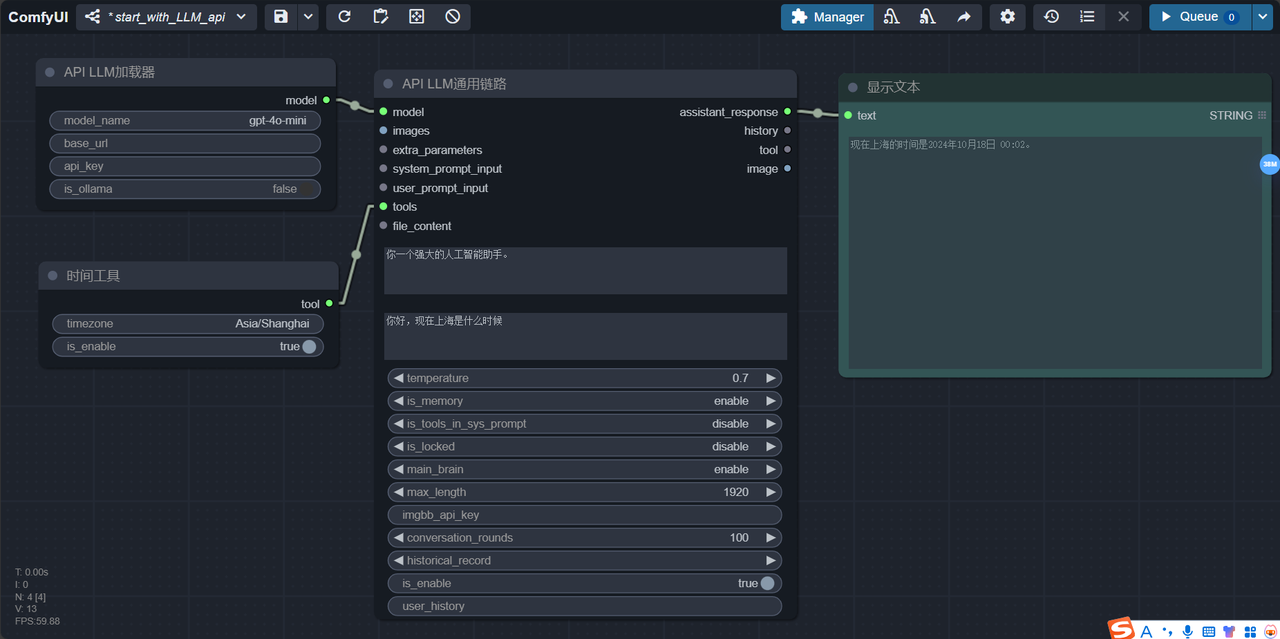 ComfyUI
* start_with_LLM_api
Manager
Queue 0
API LLM加载器
model
model_name gpt-4o-mini
base_url
api_key
is_ollama false
时间工具
tool
timezone Asia/Shanghai
is_enable true
API LLM通用链路
model assistant_response
images history
extra_parameters tool
system_prompt_input image
user_prompt_input
tools
file_content
你一个强大的人工智能助手。
你好，现在上海是什么时候
temperature 0.7
is_memory enable
is_tools_in_sys_prompt disable
is_locked disable
main_brain enable
max_length 1920
imgbb_api_key
conversation_rounds 100
historical_record
is_enable true
user_history
显示文本
text STRING
现在上海的时间是2024年10月18日 00:02。
38M
T: 0.00s
I: 0
N: 4 [4]
V: 13
FPS:59.88
S A